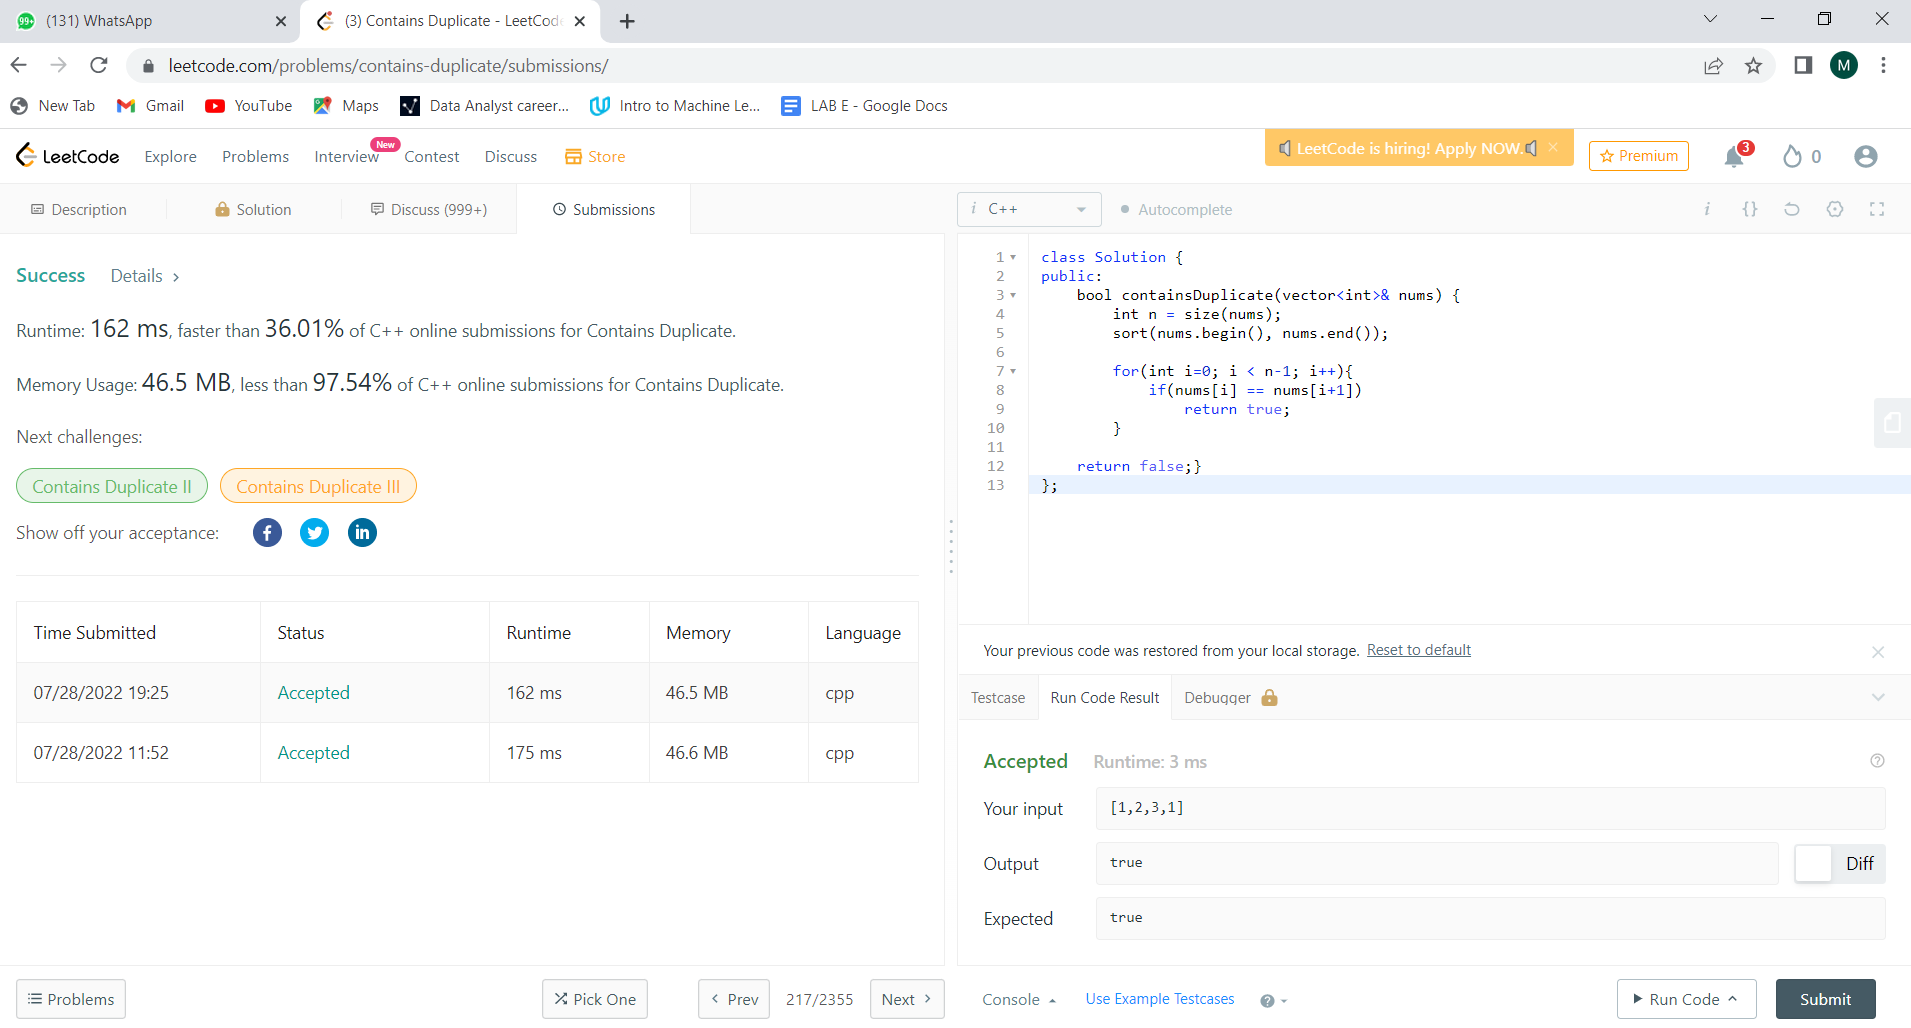 (131) WhatsApp
(3) Contains Duplicate - LeetCode
leetcode.com/problems/contains-duplicate/submissions/
M
New Tab Gmail YouTube Maps Data Analyst career... Intro to Machine Le... LAB E - Google Docs
LeetCode Explore Problems Interview New Contest Discuss Store
LeetCode is hiring! Apply NOW.
Premium 3 0
Description Solution Discuss (999+) Submissions
Success Details >
Runtime: 162 ms, faster than 36.01% of C++ online submissions for Contains Duplicate.
Memory Usage: 46.5 MB, less than 97.54% of C++ online submissions for Contains Duplicate.
Next challenges:
Contains Duplicate II Contains Duplicate III
Show off your acceptance: f in
Time Submitted Status Runtime Memory Language
07/28/2022 19:25 Accepted 162 ms 46.5 MB cpp
07/28/2022 11:52 Accepted 175 ms 46.6 MB cpp
Problems Pick One < Prev 217/2355 Next >
i C++ Autocomplete i {}
1 class Solution {
2 public:
3 bool containsDuplicate(vector<int>& nums) {
4 int n = size(nums);
5 sort(nums.begin(), nums.end());
6
7 for(int i=0; i < n-1; i++){
8 if(nums[i] == nums[i+1])
9 return true;
10 }
11
12 return false;}
13 };
Your previous code was restored from your local storage. Reset to default
Testcase Run Code Result Debugger
Accepted Runtime: 3 ms
Your input [1,2,3,1]
Output true Diff
Expected true
Console Use Example Testcases Run Code Submit